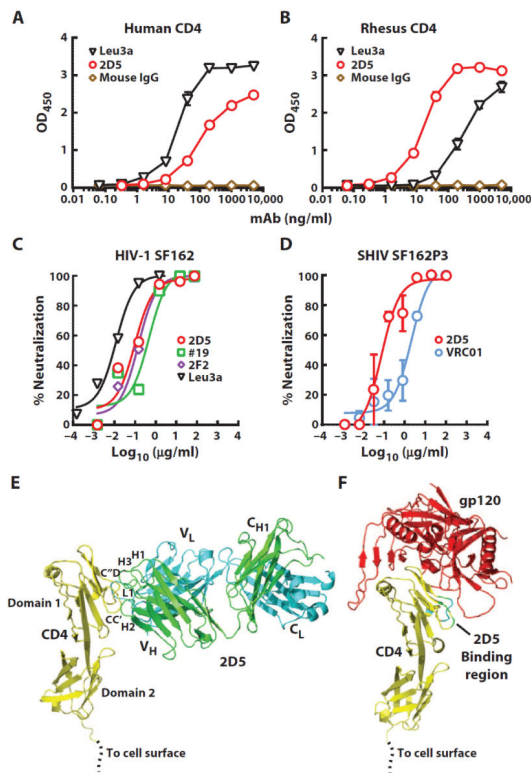 A
Human CD4
Leu3a
2D5
Mouse IgG
OD450
4
3
2
1
0
0.01 0.1 1 10 40 100 400 1000 10,000
B
Rhesus CD4
Leu3a
2D5
Mouse IgG
OD450
4
3
2
1
0
0.01 0.1 1 10 40 100 400 1000 10,000
mAb (ng/ml)
C
HIV-1 SF162
% Neutralization
100
80
60
40
20
0
2D5
#19
2F2
Leu3a
−4 −3 −2 −1 0 1 2 3 4
Log10 (μg/ml)
D
SHIV SF162P3
% Neutralization
100
80
60
40
20
0
2D5
VRC01
−4 −3 −2 −1 0 1 2 3 4
Log10 (μg/ml)
E
VL
CH1
H3 H1
C″D
L1
Domain 1
CC′ H2
CD4
VH
CL
2D5
Domain 2
To cell surface
F
gp120
CD4
2D5
Binding
region
To cell surface